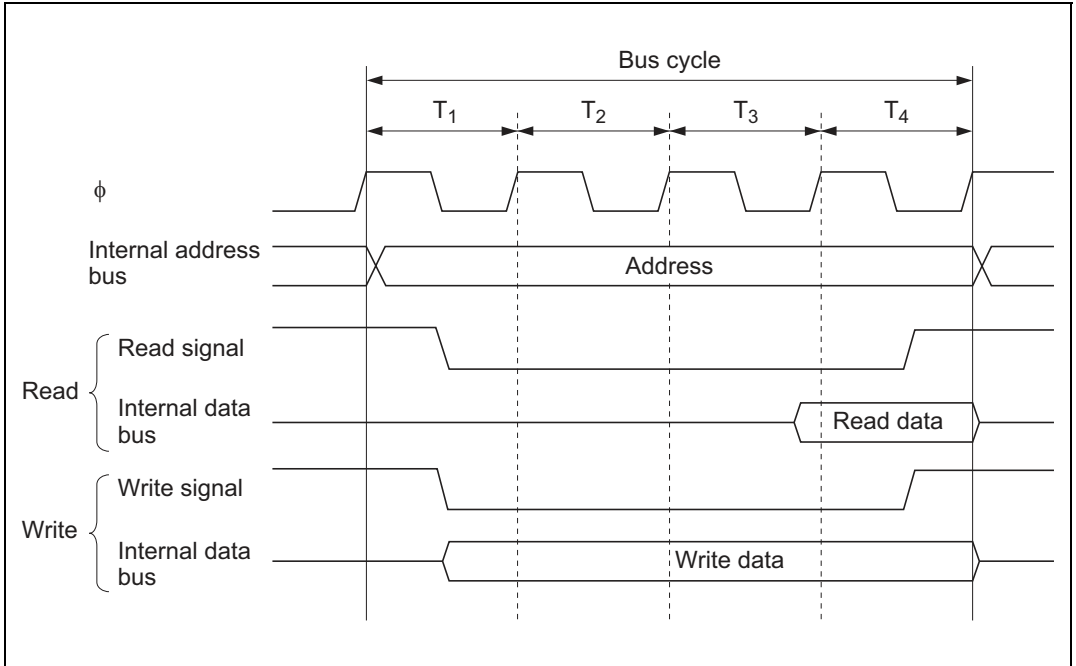 Bus cycle
T₁ T₂ T₃ T₄
ϕ
Internal address
bus
Address
Read
Read signal
Internal data
bus
Read data
Write
Write signal
Internal data
bus
Write data